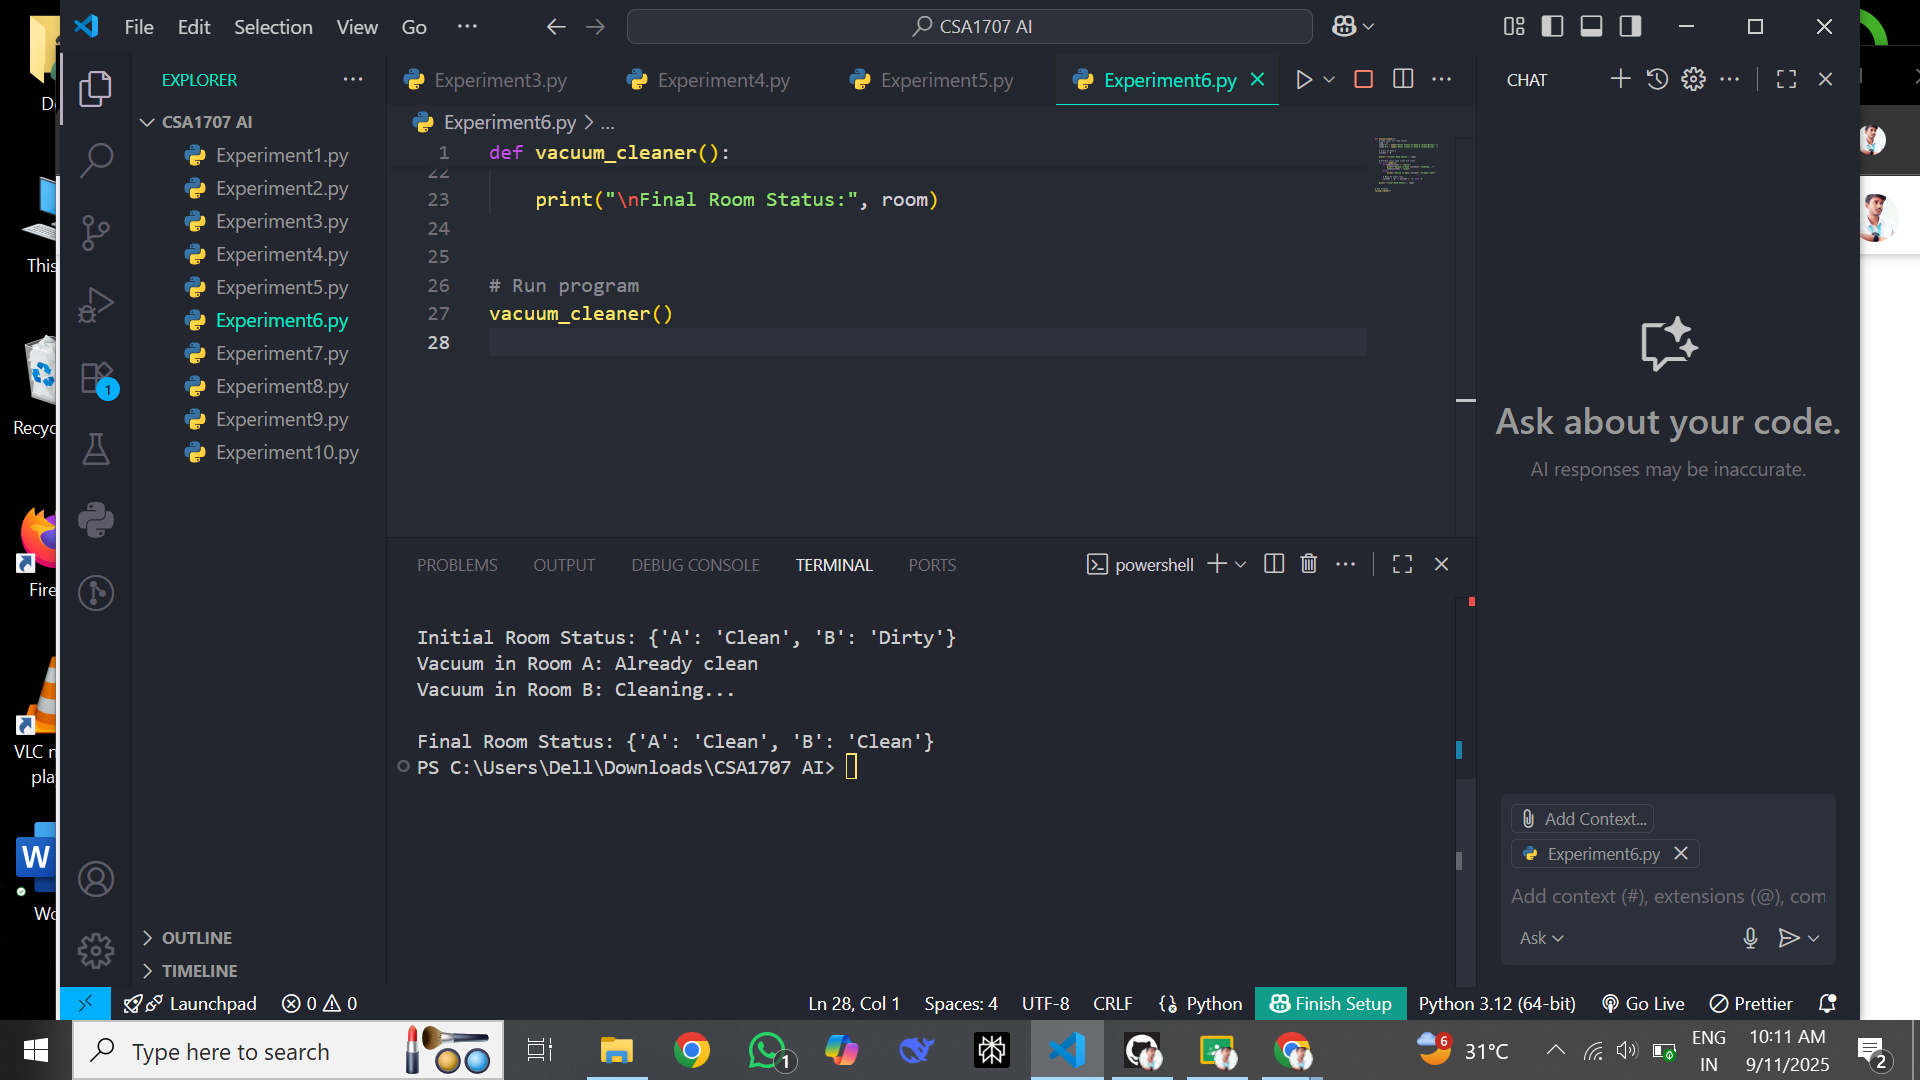 File Edit Selection View Go ...
CSA1707 AI
EXPLORER
CSA1707 AI
Experiment1.py
Experiment2.py
Experiment3.py
Experiment4.py
Experiment5.py
Experiment6.py
Experiment7.py
Experiment8.py
Experiment9.py
Experiment10.py
OUTLINE
TIMELINE
Experiment3.py Experiment4.py Experiment5.py Experiment6.py
Experiment6.py > ...
1 def vacuum_cleaner():
22
23 print("\nFinal Room Status:", room)
24
25
26 # Run program
27 vacuum_cleaner()
28
PROBLEMS OUTPUT DEBUG CONSOLE TERMINAL PORTS
powershell
Initial Room Status: {'A': 'Clean', 'B': 'Dirty'}
Vacuum in Room A: Already clean
Vacuum in Room B: Cleaning...
Final Room Status: {'A': 'Clean', 'B': 'Clean'}
PS C:\Users\Dell\Downloads\CSA1707 AI>
CHAT
Ask about your code.
AI responses may be inaccurate.
Add Context...
Experiment6.py
Add context (#), extensions (@), com
Ask
1
This
Recyc
Fire
VLC m
pla
Wo
Launchpad 0 0 Ln 28, Col 1 Spaces: 4 UTF-8 CRLF Python Finish Setup Python 3.12 (64-bit) Go Live Prettier
Type here to search
1
6
31°C
ENG
IN
10:11 AM
9/11/2025
2